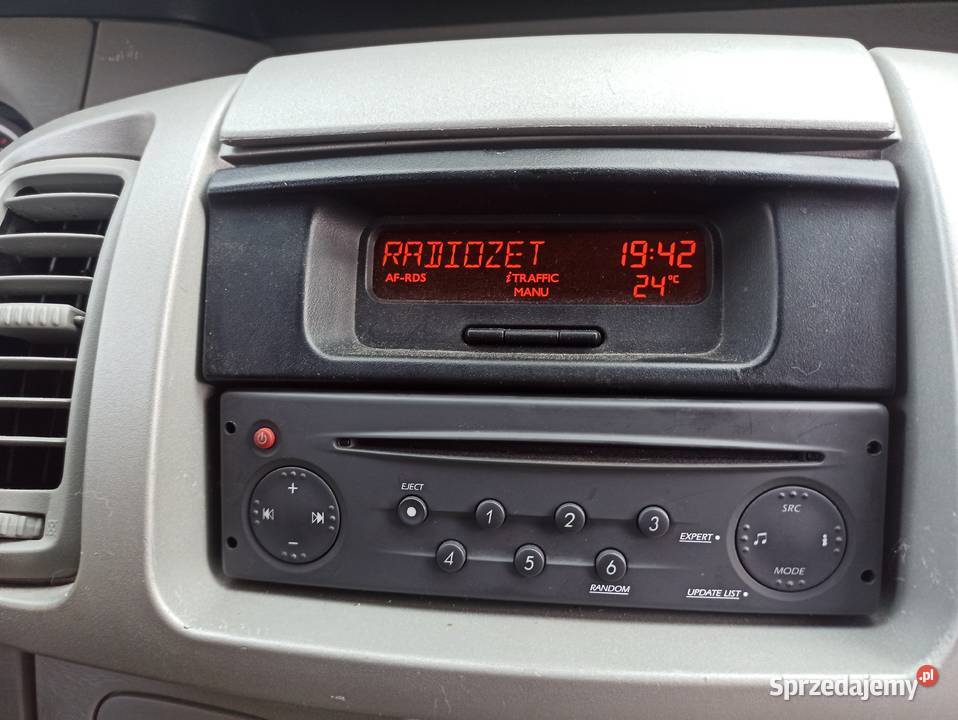 RADIOZET 19:42
AF-RDS iTRAFFIC 24°C
MANU
EJECT
+
-
1 2 3
4 5 6
RANDOM
EXPERT
UPDATE LIST
SRC
MODE
Sprzedajemy.pl